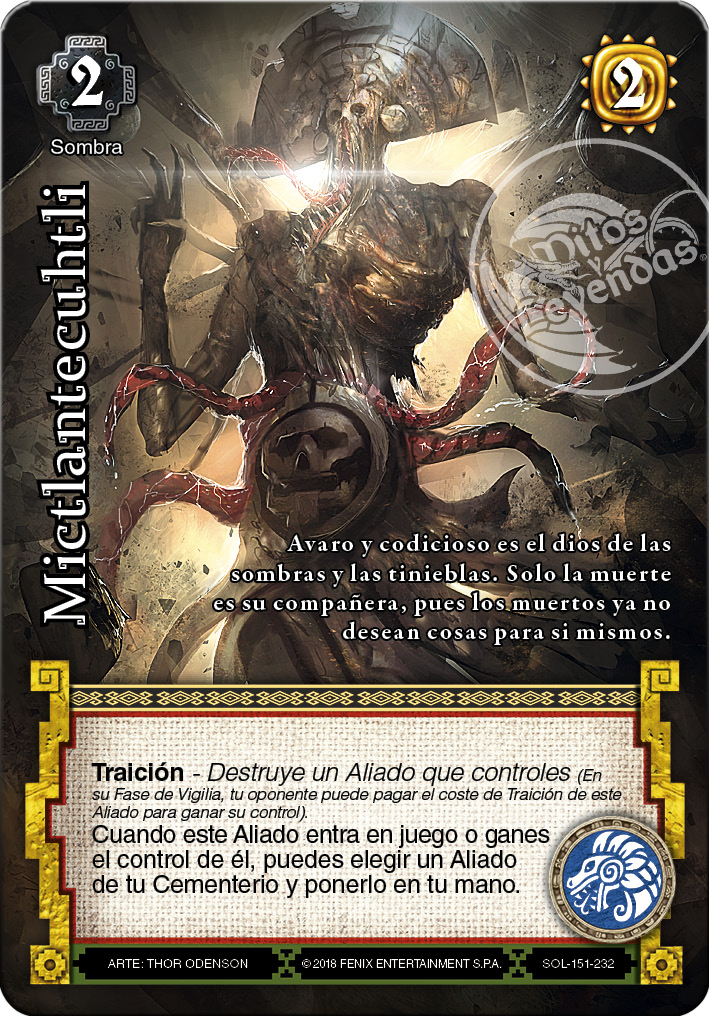 2
2
Sombra
Mitos
y
Leyendas®
Mictlantecuhtli
Avaro y codicioso es el dios de las
sombras y las tinieblas. Solo la muerte
es su compañera, pues los muertos ya no
desean cosas para si mismos.
Traición - Destruye un Aliado que controles (En
su Fase de Vigilia, tu oponente puede pagar el coste de Traición de este
Aliado para ganar su control).
Cuando este Aliado entra en juego o ganes
el control de él, puedes elegir un Aliado
de tu Cementerio y ponerlo en tu mano.
ARTE: THOR ODENSON
©2018 FENIX ENTERTAINMENT S.P.A.
SOL-151-232